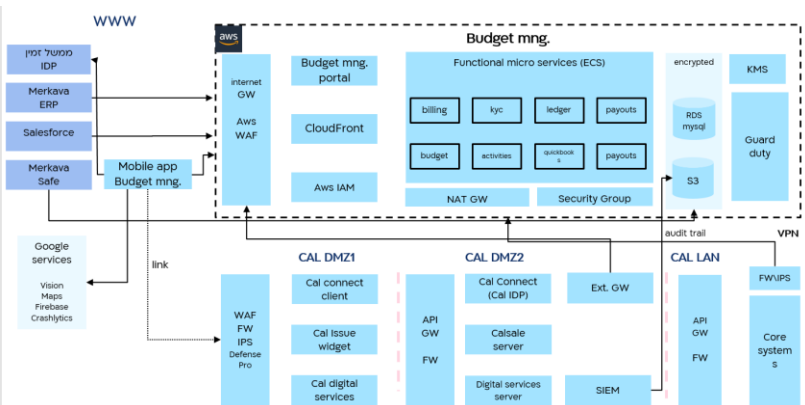 WWW
aws
Budget mng.
ממשל זמין
IDP
Merkava
ERP
Salesforce
Merkava
Safe
Mobile app
Budget mng.
internet
GW
Aws
WAF
Budget mng.
portal
CloudFront
Aws IAM
Functional micro services (ECS)
billing
kyc
ledger
payouts
budget
activities
quickbook
s
payouts
NAT GW
Security Group
encrypted
RDS
mysql
S3
KMS
Guard
duty
audit trail
VPN
Google
services
Vision
Maps
Firebase
Crashlytics
link
CAL DMZ1
WAF
FW
IPS
Defense
Pro
Cal connect
client
Cal Issue
widget
Cal digital
services
CAL DMZ2
API
GW
FW
Cal Connect
(Cal IDP)
Calsale
server
Digital services
server
Ext. GW
SIEM
CAL LAN
API
GW
FW
FW\IPS
Core
system
s